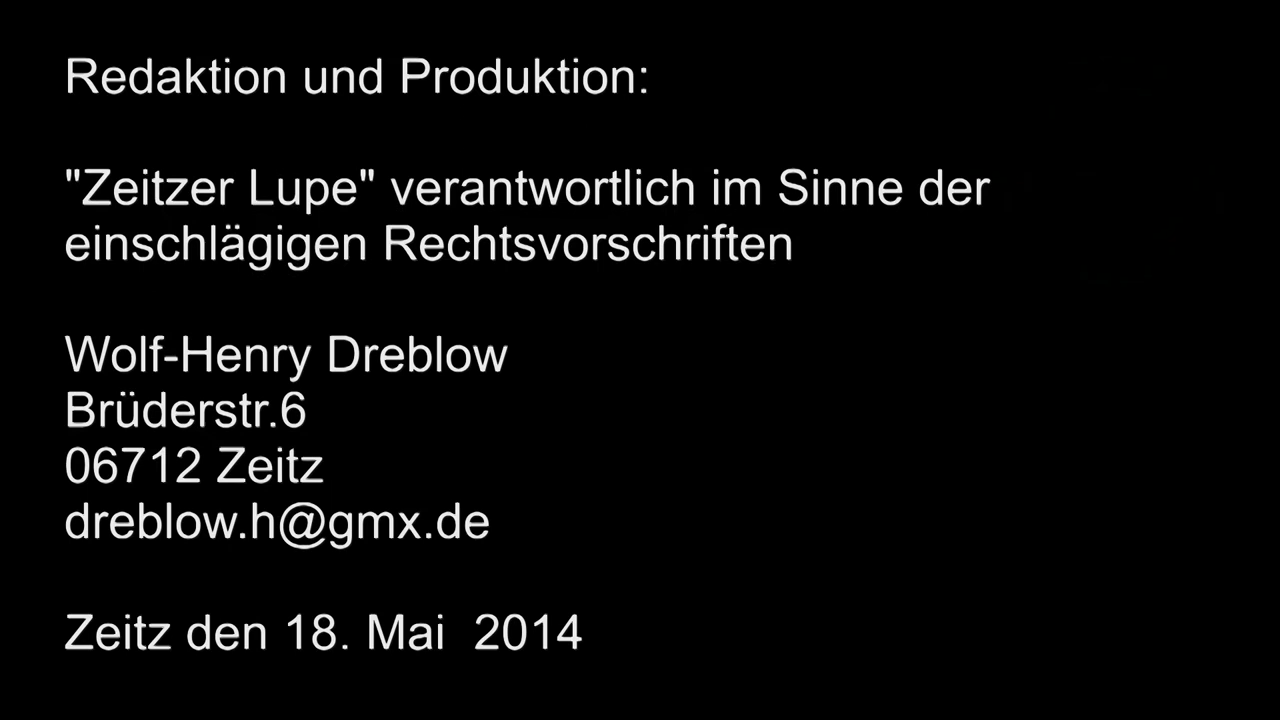 Redaktion und Produktion:
"Zeitzer Lupe" verantwortlich im Sinne der
einschlägigen Rechtsvorschriften
Wolf-Henry Dreblow
Brüderstr.6
06712 Zeitz
dreblow.h@gmx.de
Zeitz den 18. Mai  2014